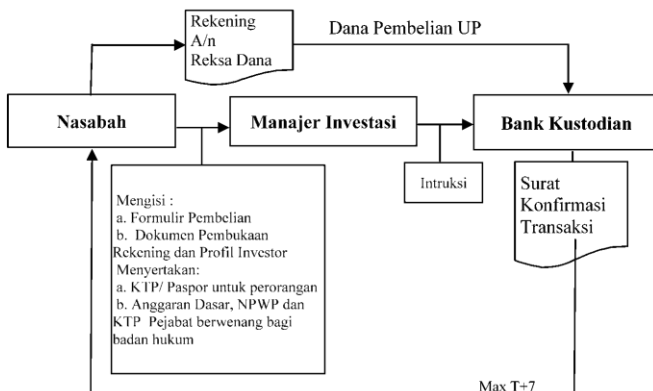 Rekening
A/n
Reksa Dana
Dana Pembelian UP
Nasabah
Manajer Investasi
Bank Kustodian
Intruksi
Surat
Konfirmasi
Transaksi
Mengisi :
a. Formulir Pembelian
b. Dokumen Pembukaan
Rekening dan Profil Investor
Menyertakan:
a. KTP/ Paspor untuk perorangan
b. Anggaran Dasar, NPWP dan
KTP Pejabat berwenang bagi
badan hukum
Max T+7